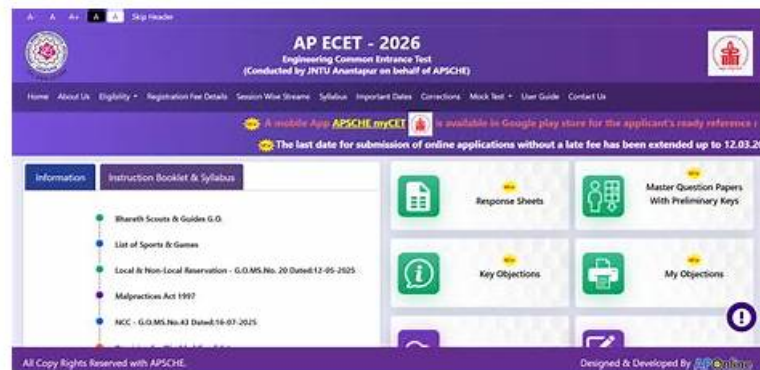 A- A A+ A A Skip Header
AP ECET - 2026
Engineering Common Entrance Test
(Conducted by JNTU Anantapur on behalf of APSCHE)
Home About Us Eligibility Registration Fee Details Session Wise Streams Syllabus Important Dates Corrections Mock Test User Guide Contact Us
A mobile App APSCHE myCET is available in Google play store for the applicant's ready reference
The last date for submission of online applications without a late fee has been extended up to 12.03.20
Information Instruction Booklet & Syllabus
Bharath Scouts & Guides G.O.
List of Sports & Games
Local & Non-Local Reservation - G.O.MS.No. 20 Dated:12-05-2025
Malpractices Act 1997
NCC - G.O.MS.No.43 Dated:16-07-2025
Response Sheets
Master Question Papers
With Preliminary Keys
Key Objections
My Objections
All Copy Rights Reserved with APSCHE.
Designed & Developed By APOnline